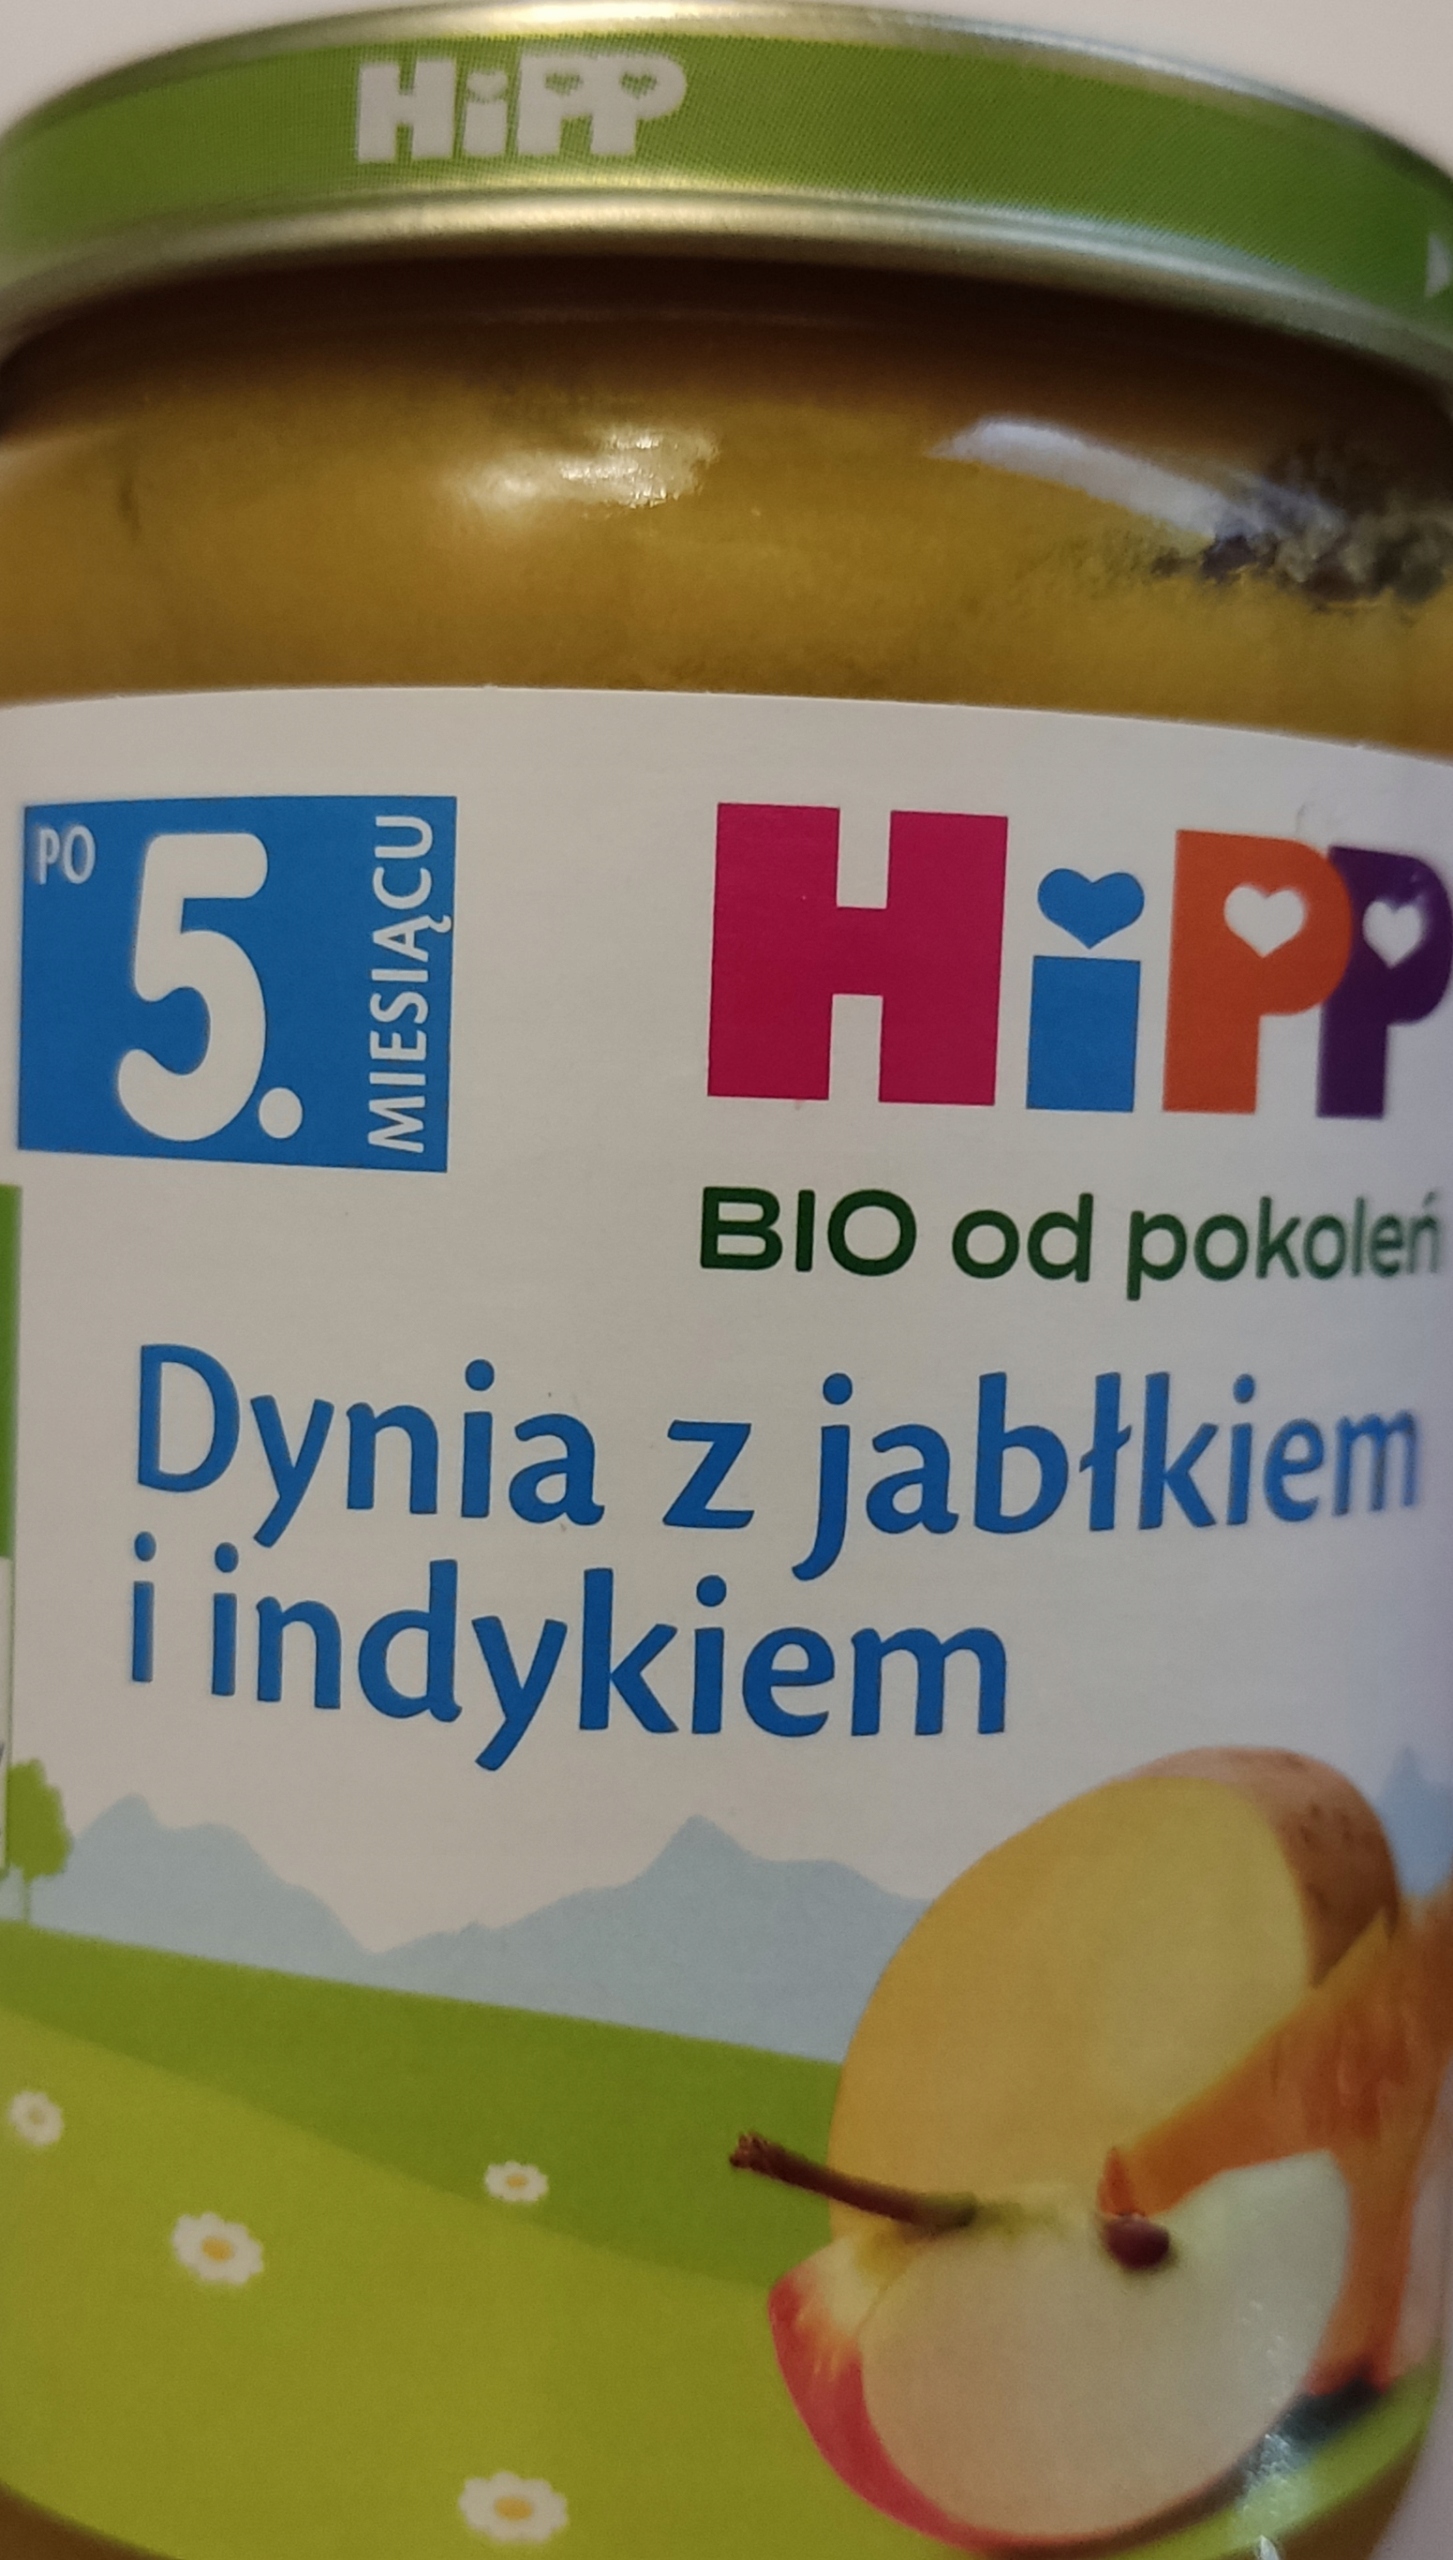 HiPP
PO
5.
MIESIĄCU
HiPP
BIO od pokoleń
Dynia z jabłkiem
i indykiem